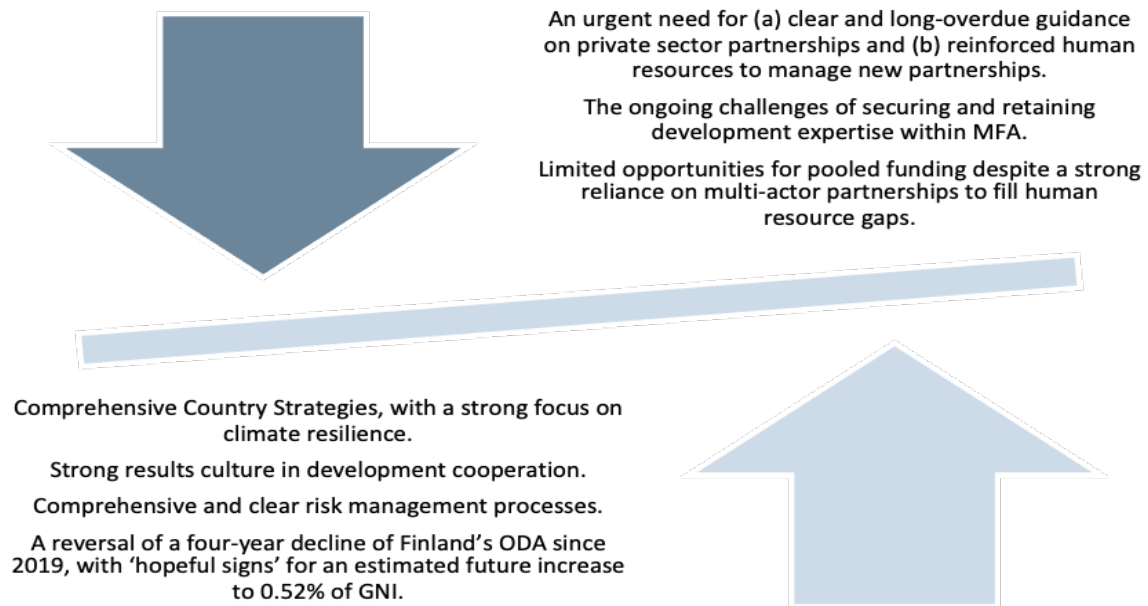 An urgent need for (a) clear and long-overdue guidance
on private sector partnerships and (b) reinforced human
resources to manage new partnerships.
The ongoing challenges of securing and retaining
development expertise within MFA.
Limited opportunities for pooled funding despite a strong
reliance on multi-actor partnerships to fill human
resource gaps.
Comprehensive Country Strategies, with a strong focus on
climate resilience.
Strong results culture in development cooperation.
Comprehensive and clear risk management processes.
A reversal of a four-year decline of Finland’s ODA since
2019, with ‘hopeful signs’ for an estimated future increase
to 0.52% of GNI.